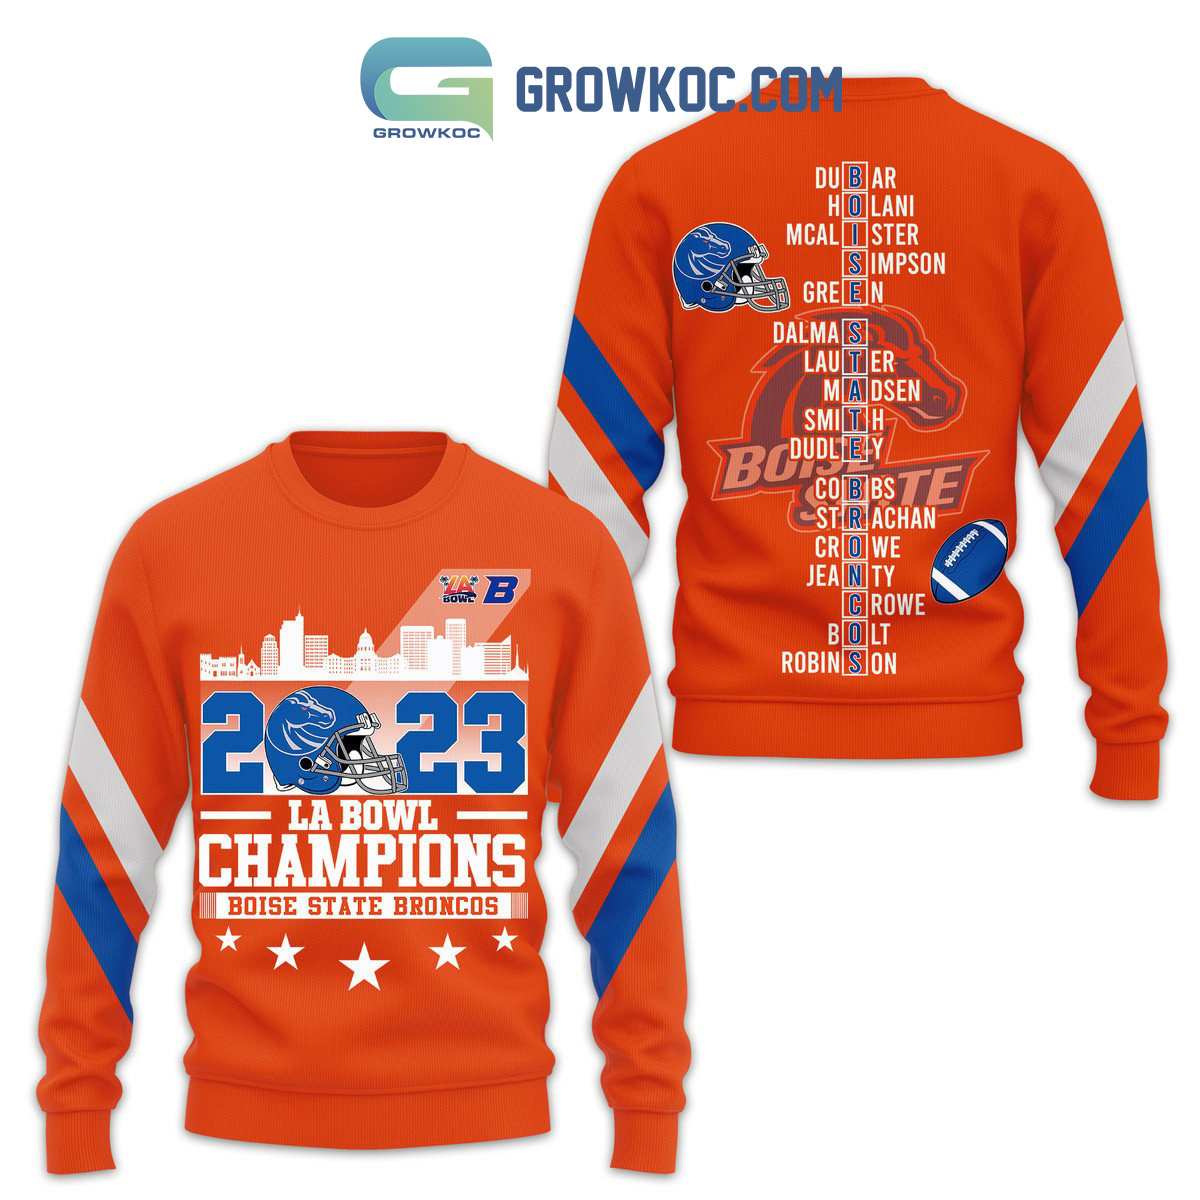 GROWKOC
GROWKOC.COM
DUBAR
HOLANI
MCALISTER
SIMPSON
GREEN
DALMAS
LAUTER
MADSEN
SMITH
DUDLEY
COBBS
STRACHAN
CROWE
JEANTY
CROWE
BOLT
ROBINSON
BOISE
STATE
LA
BOWL
B
2023
LA BOWL
CHAMPIONS
BOISE STATE BRONCOS